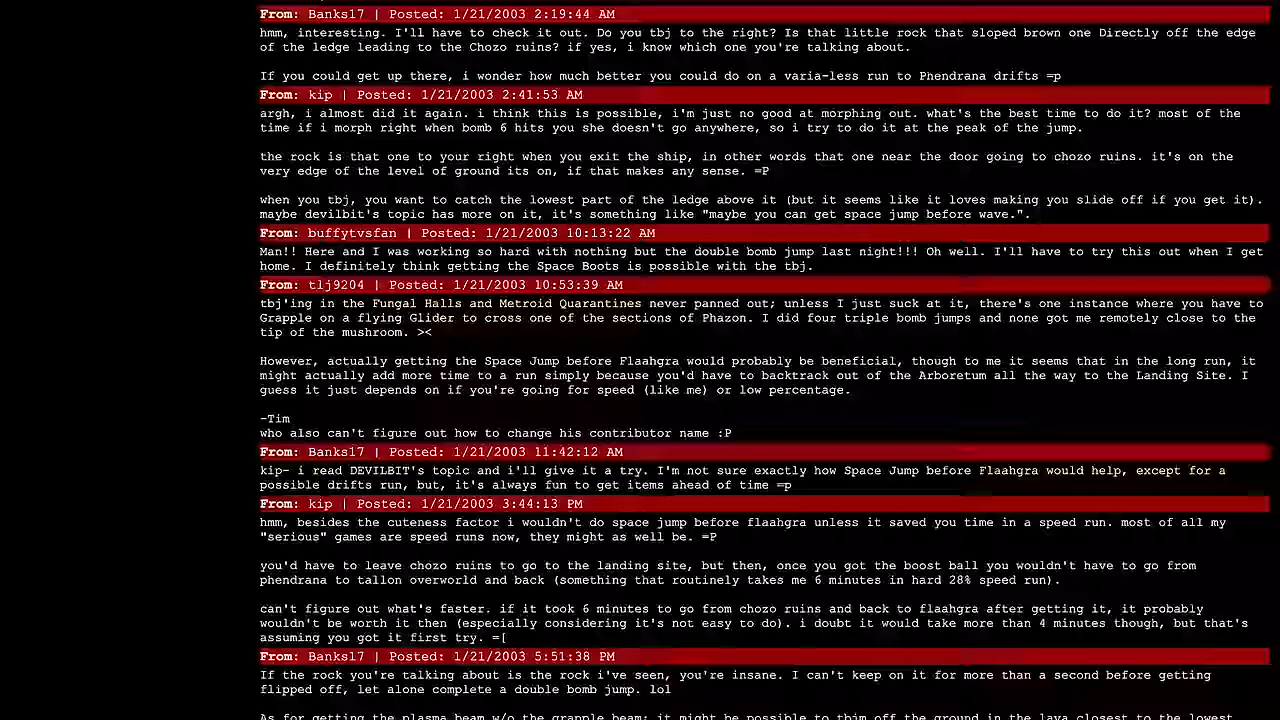 From: Banks17 | Posted: 1/21/2003 2:19:44 AM
hmm, interesting. I'll have to check it out. Do you tbj to the right? Is that little rock that sloped brown one Directly off the edge
of the ledge leading to the Chozo ruins? if yes, i know which one you're talking about.
If you could get up there, i wonder how much better you could do on a varia-less run to Phendrana drifts =p
From: kip | Posted: 1/21/2003 2:41:53 AM
argh, i almost did it again. i think this is possible, i'm just no good at morphing out. what's the best time to do it? most of the
time if i morph right when bomb 6 hits you she doesn't go anywhere, so i try to do it at the peak of the jump.
the rock is that one to your right when you exit the ship, in other words that one near the door going to chozo ruins. it's on the
very edge of the level of ground its on, if that makes any sense. =P
when you tbj, you want to catch the lowest part of the ledge above it (but it seems like it loves making you slide off if you get it).
maybe devilbit's topic has more on it, it's something like "maybe you can get space jump before wave.".
From: buffytvsfan | Posted: 1/21/2003 10:13:22 AM
Man!! Here and I was working so hard with nothing but the double bomb jump last night!!! Oh well. I'll have to try this out when I get
home. I definitely think getting the Space Boots is possible with the tbj.
From: tlj9204 | Posted: 1/21/2003 10:53:39 AM
tbj'ing in the Fungal Halls and Metroid Quarantines never panned out; unless I just suck at it, there's one instance where you have to
Grapple on a flying Glider to cross one of the sections of Phazon. I did four triple bomb jumps and none got me remotely close to the
tip of the mushroom. ><
However, actually getting the Space Jump before Flaahgra would probably be beneficial, though to me it seems that in the long run, it
might actually add more time to a run simply because you'd have to backtrack out of the Arboretum all the way to the Landing Site. I
guess it just depends on if you're going for speed (like me) or low percentage.
-Tim
who also can't figure out how to change his contributor name :P
From: Banks17 | Posted: 1/21/2003 11:42:12 AM
kip- i read DEVILBIT's topic and i'll give it a try. I'm not sure exactly how Space Jump before Flaahgra would help, except for a
possible drifts run, but, it's always fun to get items ahead of time =p
From: kip | Posted: 1/21/2003 3:44:13 PM
hmm, besides the cuteness factor i wouldn't do space jump before flaahgra unless it saved you time in a speed run. most of all my
"serious" games are speed runs now, they might as well be. =P
you'd have to leave chozo ruins to go to the landing site, but then, once you got the boost ball you wouldn't have to go from
phendrana to tallon overworld and back (something that routinely takes me 6 minutes in hard 28% speed run).
can't figure out what's faster. if it took 6 minutes to go from chozo ruins and back to flaahgra after getting it, it probably
wouldn't be worth it then (especially considering it's not easy to do). i doubt it would take more than 4 minutes though, but that's
assuming you got it first try. =[
From: Banks17 | Posted: 1/21/2003 5:51:38 PM
If the rock you're talking about is the rock i've seen, you're insane. I can't keep on it for more than a second before getting
flipped off, let alone complete a double bomb jump. lol
As for getting the plasma beam w/o the grapple beam: it might be possible to tbjm off the ground in the lava closest to the lowest